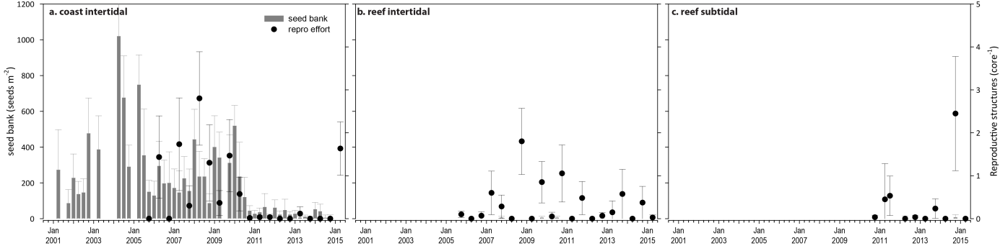 a. coast intertidal
seed bank
repro effort
b. reef intertidal
c. reef subtidal
seed bank (seeds m-2)
1200
1000
800
600
400
200
0
5
4
3
2
1
0
Reproductive structures (core-1)
Jan Jan Jan Jan Jan Jan Jan Jan
2001 2003 2005 2007 2009 2011 2013 2015
Jan Jan Jan Jan Jan Jan Jan Jan
2001 2003 2005 2007 2009 2011 2013 2015
Jan Jan Jan Jan Jan Jan Jan Jan
2001 2003 2005 2007 2009 2011 2013 2015